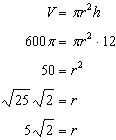 V = πr²h
600π = πr² · 12
50 = r²
√25 √2 = r
5√2 = r